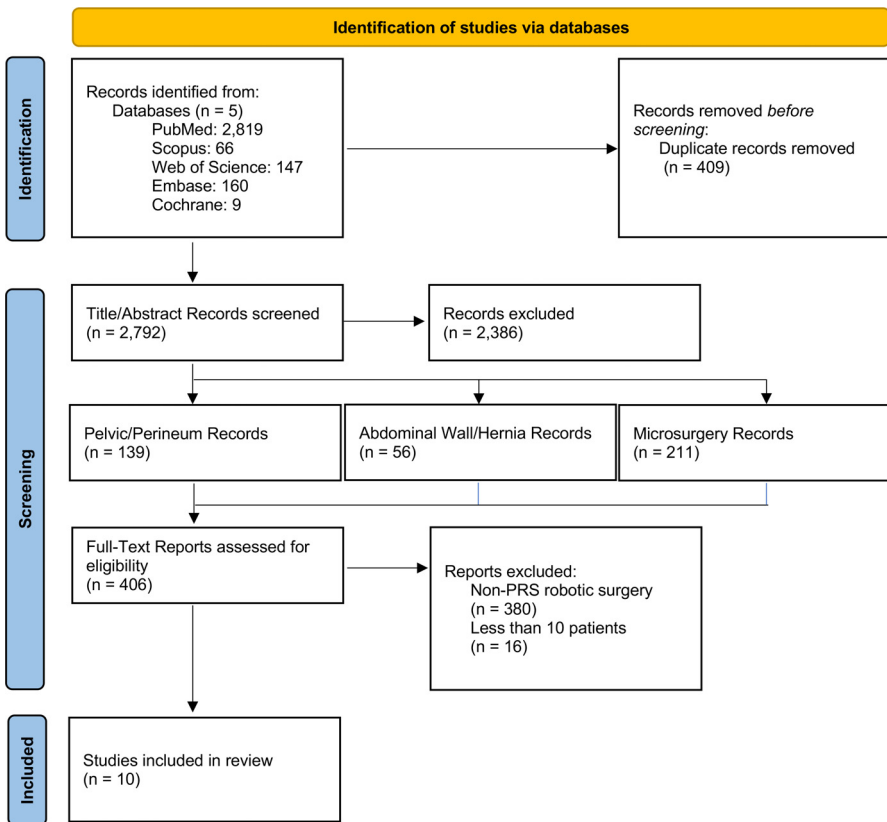 Identification of studies via databases
Identification
Records identified from:
Databases (n = 5)
PubMed: 2,819
Scopus: 66
Web of Science: 147
Embase: 160
Cochrane: 9
Records removed before
screening:
Duplicate records removed
(n = 409)
Screening
Title/Abstract Records screened
(n = 2,792)
Records excluded
(n = 2,386)
Pelvic/Perineum Records
(n = 139)
Abdominal Wall/Hernia Records
(n = 56)
Microsurgery Records
(n = 211)
Full-Text Reports assessed for
eligibility
(n = 406)
Reports excluded:
Non-PRS robotic surgery
(n = 380)
Less than 10 patients
(n = 16)
Included
Studies included in review
(n = 10)